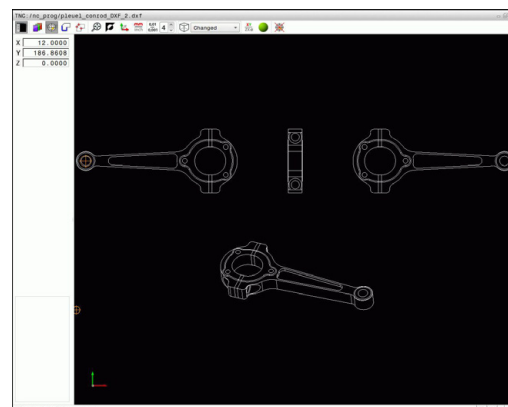 TNC:/nc_prog/pleuel_conrod_DXF_2.dxf
4 Changed
X 12.0000
Y 186.8608
Z 0.0000